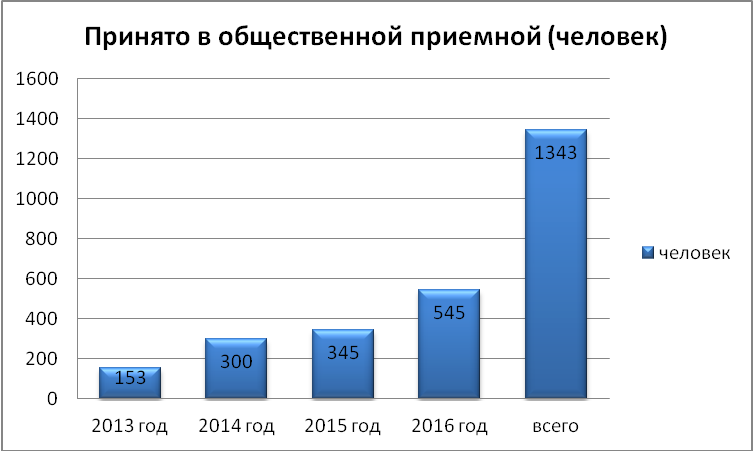 Принято в общественной приемной (человек)
1600
1400
1200
1000
800
600
400
200
0
153
300
345
545
1343
2013 год
2014 год
2015 год
2016 год
всего
человек